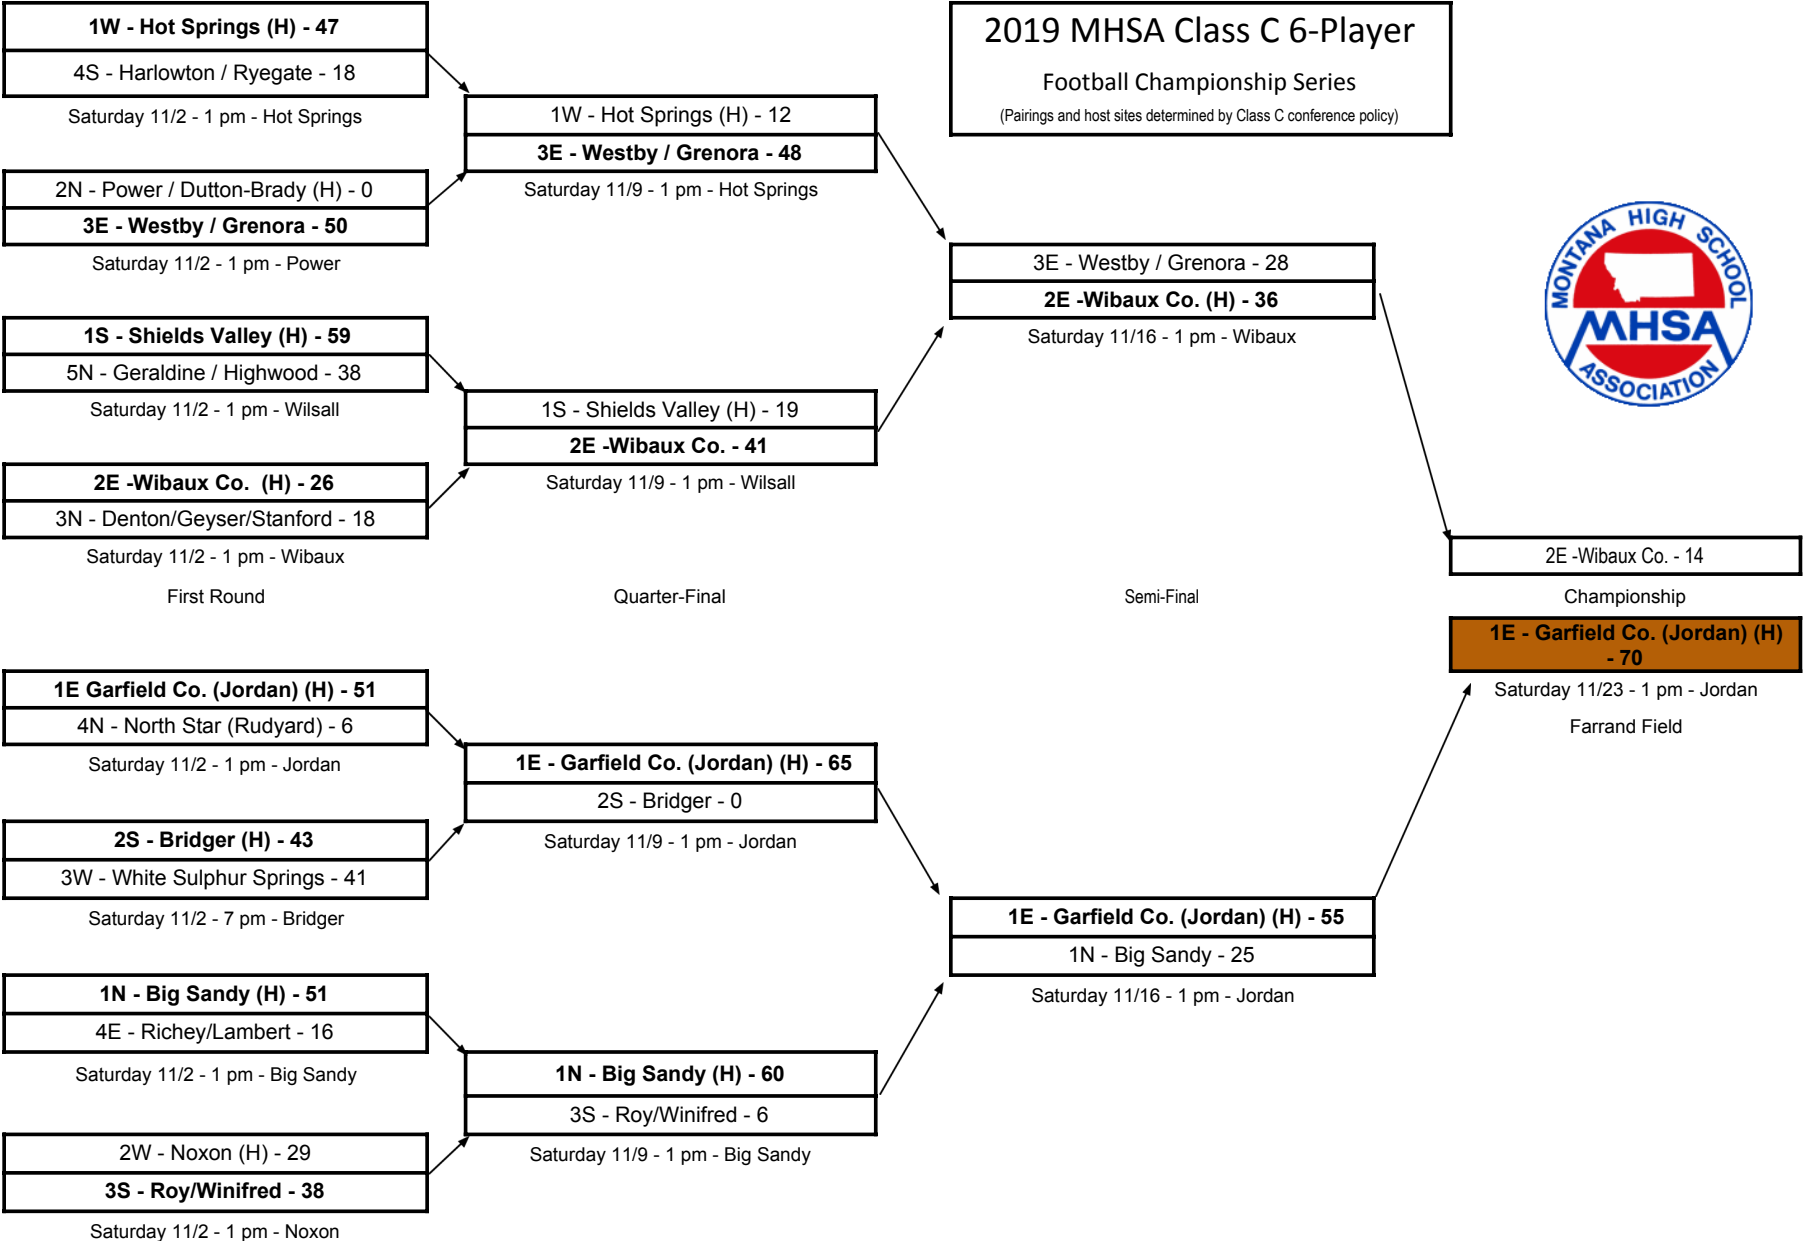 1W - Hot Springs (H) - 47
4S - Harlowton / Ryegate - 18
Saturday 11/2 - 1 pm - Hot Springs
2N - Power / Dutton-Brady (H) - 0
3E - Westby / Grenora - 50
Saturday 11/2 - 1 pm - Power
1S - Shields Valley (H) - 59
5N - Geraldine / Highwood - 38
Saturday 11/2 - 1 pm - Wilsall
2E -Wibaux Co.  (H) - 26
3N - Denton/Geyser/Stanford - 18
Saturday 11/2 - 1 pm - Wibaux
First Round
1E Garfield Co. (Jordan) (H) - 51
4N - North Star (Rudyard) - 6
Saturday 11/2 - 1 pm - Jordan
2S - Bridger (H) - 43
3W - White Sulphur Springs - 41
Saturday 11/2 - 7 pm - Bridger
1N - Big Sandy (H) - 51
4E - Richey/Lambert - 16
Saturday 11/2 - 1 pm - Big Sandy
2W - Noxon (H) - 29
3S - Roy/Winifred - 38
Saturday 11/2 - 1 pm - Noxon
1W - Hot Springs (H) - 12
3E - Westby / Grenora - 48
Saturday 11/9 - 1 pm - Hot Springs
1S - Shields Valley (H) - 19
2E -Wibaux Co. - 41
Saturday 11/9 - 1 pm - Wilsall
Quarter-Final
1E - Garfield Co. (Jordan) (H) - 65
2S - Bridger - 0
Saturday 11/9 - 1 pm - Jordan
1N - Big Sandy (H) - 60
3S - Roy/Winifred - 6
Saturday 11/9 - 1 pm - Big Sandy
2019 MHSA Class C 6-Player
Football Championship Series
(Pairings and host sites determined by Class C conference policy)
3E - Westby / Grenora - 28
2E -Wibaux Co. (H) - 36
Saturday 11/16 - 1 pm - Wibaux
Semi-Final
1E - Garfield Co. (Jordan) (H) - 55
1N - Big Sandy - 25
Saturday 11/16 - 1 pm - Jordan
MONTANA HIGH SCHOOL
MHSA
ASSOCIATION
2E -Wibaux Co. - 14
Championship
1E - Garfield Co. (Jordan) (H)
- 70
Saturday 11/23 - 1 pm - Jordan
Farrand Field